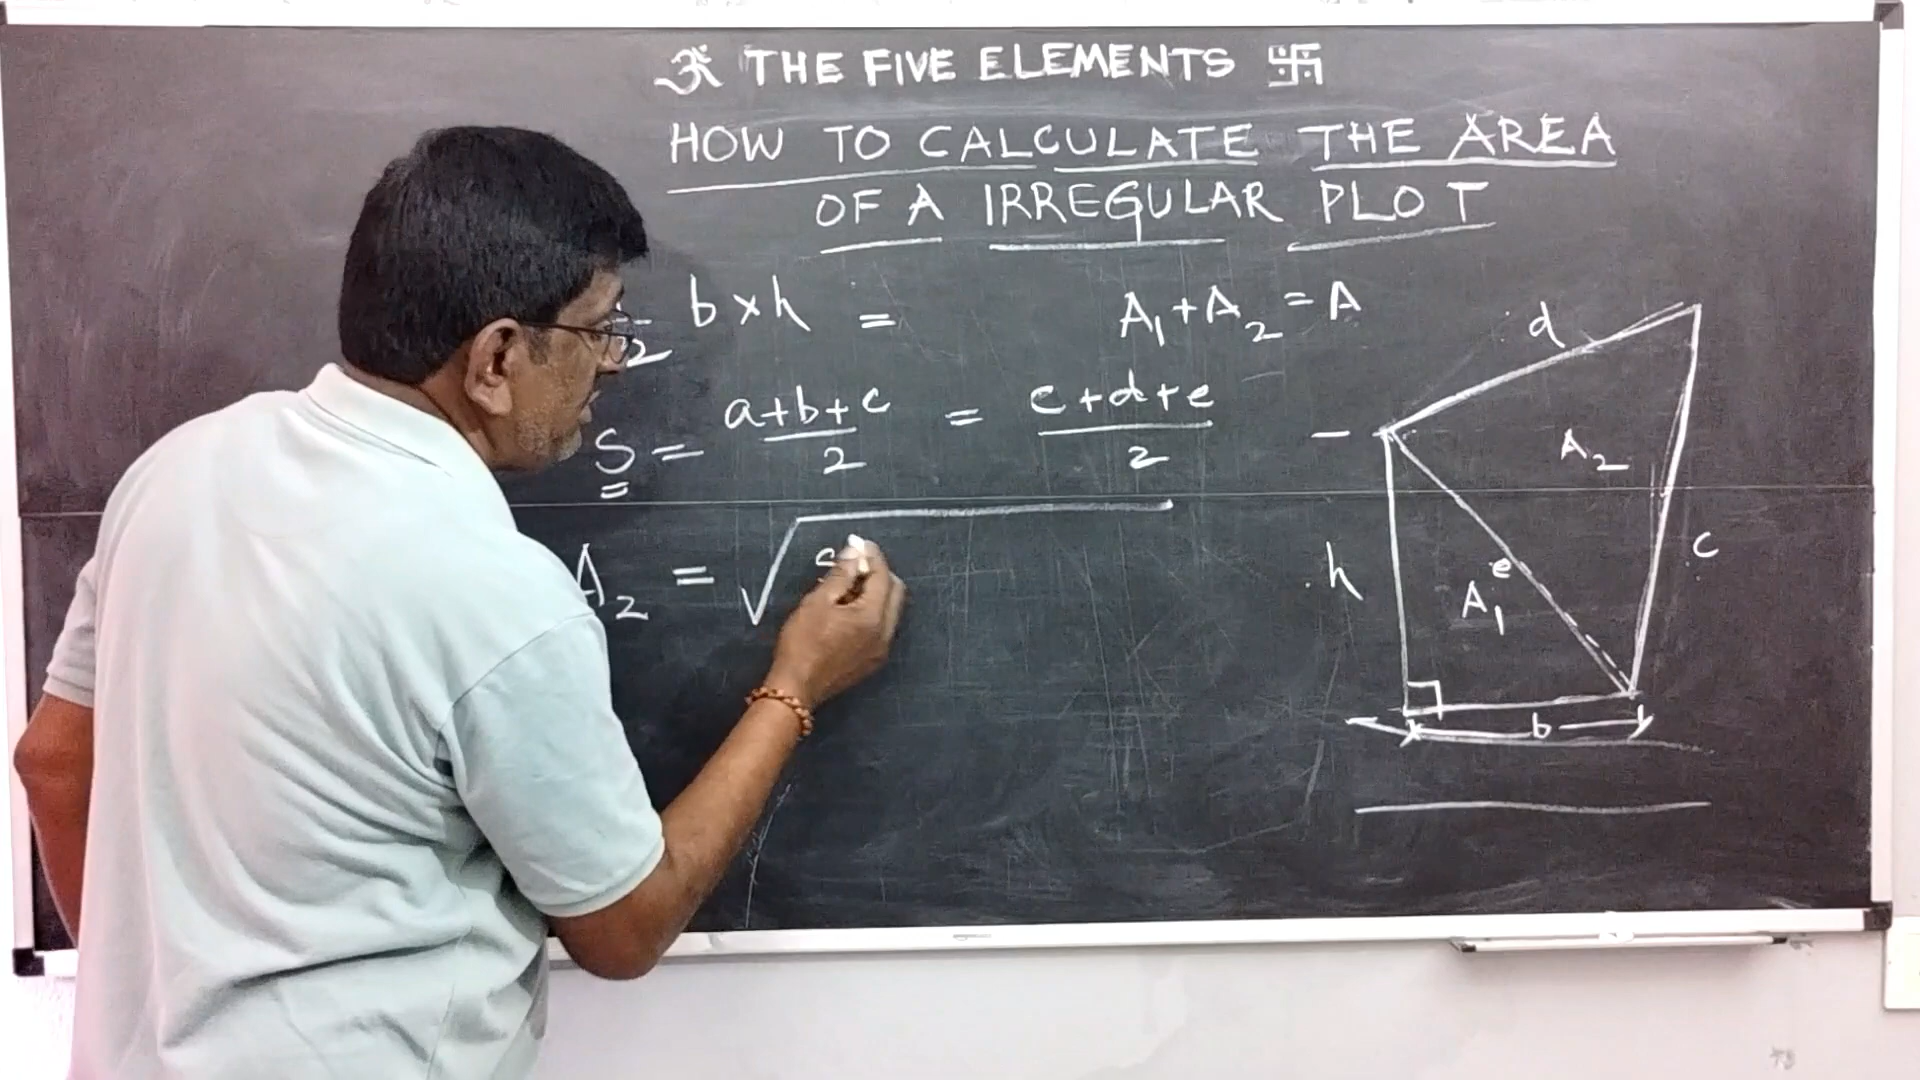 ॐ THE FIVE ELEMENTS 卐
HOW TO CALCULATE THE AREA
OF A IRREGULAR PLOT
2 b × h =
A₁ + A₂ = A
S = a+b+c/2 = c+d+e/2
A₂ = √S
d
A₂
h
e
A₁
c
b